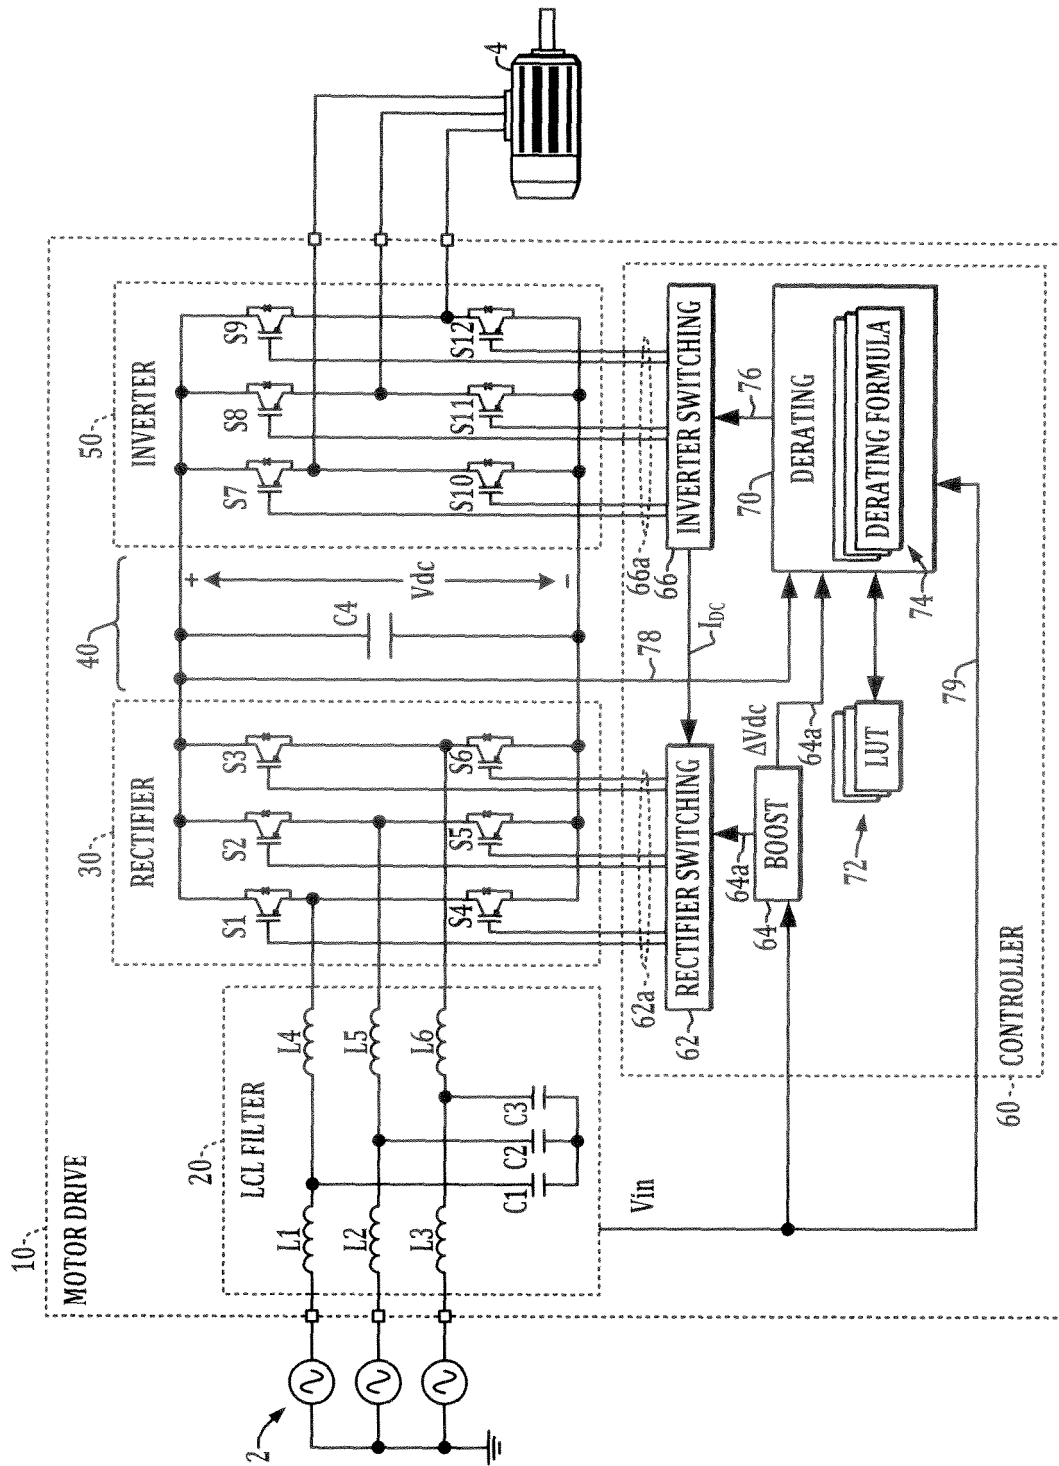 10
MOTOR DRIVE
2
20
LCL FILTER
L1
L2
L3
L4
L5
L6
C1
C2
C3
30
RECTIFIER
S1
S2
S3
S4
S5
S6
40
C4
+
Vdc
−
50
INVERTER
S7
S8
S9
S10
S11
S12
4
Vin
60
CONTROLLER
62a
62
RECTIFIER SWITCHING
66a
66
INVERTER SWITCHING
IDC
78
64a
64
BOOST
ΔVdc
64a
72
LUT
70
DERATING
76
74
DERATING FORMULA
79